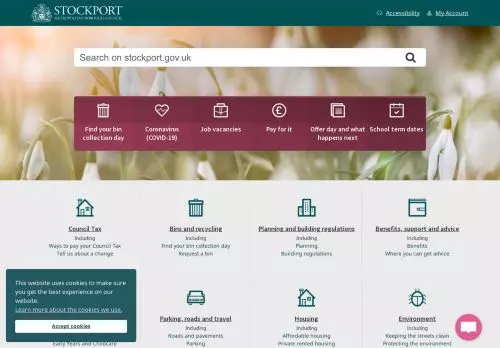 STOCKPORT
METROPOLITAN BOROUGH COUNCIL
Accessibility
My Account
Search on stockport.gov.uk
Find your bin
collection day
Coronavirus
(COVID-19)
Job vacancies
Pay for it
Offer day and what
happens next
School term dates
Council Tax
Including
Ways to pay your Council Tax
Tell us about a change
Bins and recycling
Including
Find your bin collection day
Request a bin
Planning and building regulations
Including
Planning
Building regulations
Benefits, support and advice
Including
Benefits
Where you can get advice
This website uses cookies to make sure
you get the best experience on our
website.
Learn more about the cookies we use.
Accept cookies
Early Years and Childcare
Parking, roads and travel
Including
Roads and pavements
Parking
Housing
Including
Affordable housing
Private rented housing
Environment
Including
Keeping the streets clean
Protecting the environment